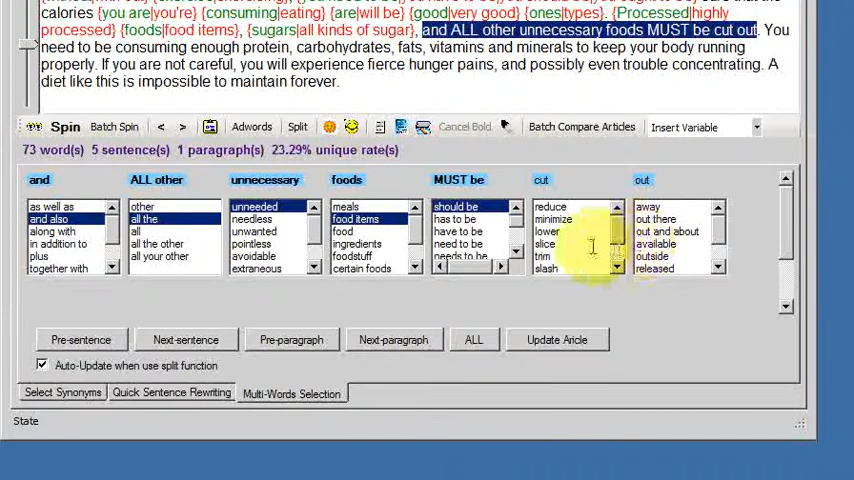 calories {you are|you're} {consuming|eating} {are|will be} {good|very good} {ones|types}. {Processed|highly
processed} {foods|food items}, {sugars|all kinds of sugar}, and ALL other unnecessary foods MUST be cut out. You
need to be consuming enough protein, carbohydrates, fats, vitamins and minerals to keep your body running
properly. If you are not careful, you will experience fierce hunger pains, and possibly even trouble concentrating. A
diet like this is impossible to maintain forever.
Spin Batch Spin < > Adwords Split Cancel Bold Batch Compare Articles Insert Variable
73 word(s) 5 sentence(s) 1 paragraph(s) 23.29% unique rate(s)
and ALL other unnecessary foods MUST be cut out
as well as other unneeded meals should be reduce away
and also all the needless food items has to be minimize out there
along with all unwanted food have to be lower out and about
in addition to all the other pointless ingredients need to be slice available
plus all your other avoidable foodstuff needs to be trim outside
together with extraneous certain foods slash released
Pre-sentence Next-sentence Pre-paragraph Next-paragraph ALL Update Aricle
Auto-Update when use split function
Select Synonyms Quick Sentence Rewriting Multi-Words Selection
State